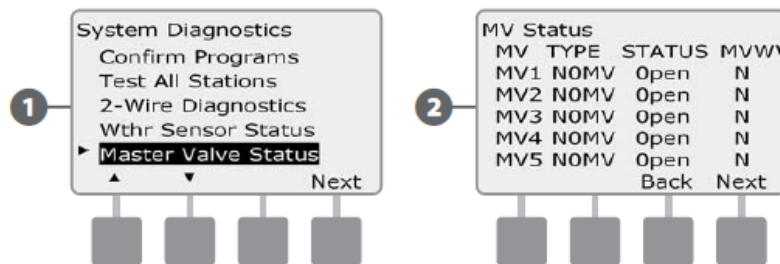 1
System Diagnostics
Confirm Programs
Test All Stations
2-Wire Diagnostics
Wthr Sensor Status
Master Valve Status
Next
2
MV Status
MV TYPE STATUS MVWV
MV1 NOMV Open N
MV2 NOMV Open N
MV3 NOMV Open N
MV4 NOMV Open N
MV5 NOMV Open N
Back Next